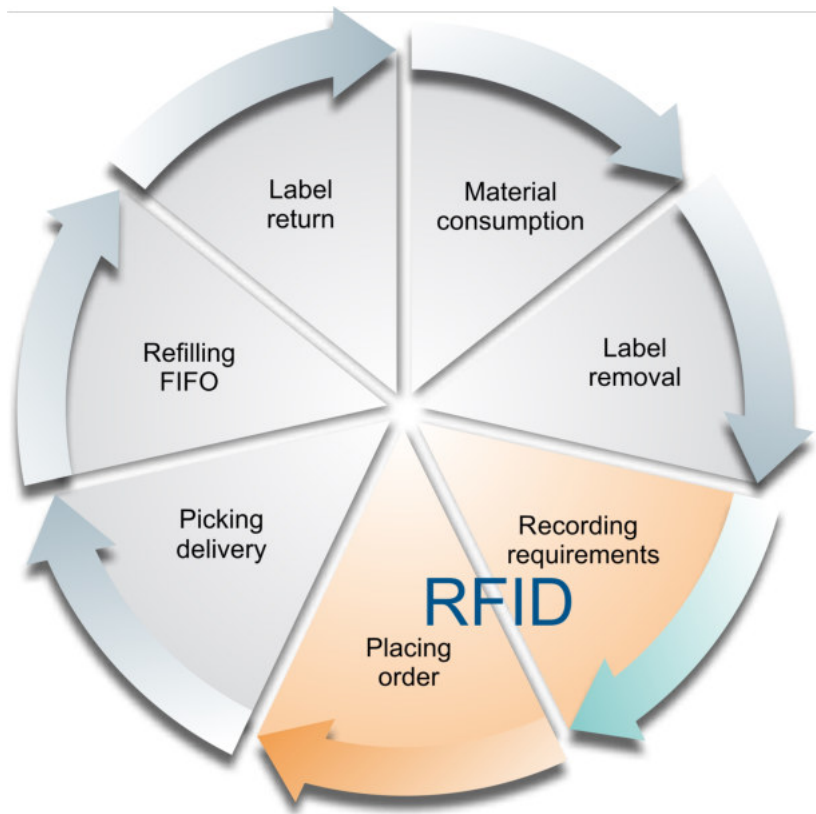 Label
return
Material
consumption
Label
removal
Recording
requirements
RFID
Placing
order
Picking
delivery
Refilling
FIFO